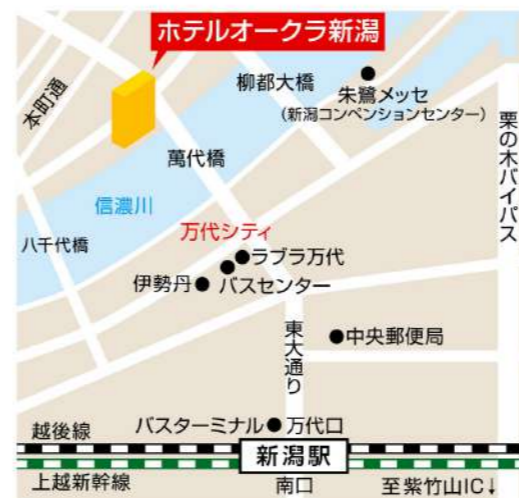 ホテルオークラ新潟
本町通
柳都大橋
朱鷺メッセ
(新潟コンペンションセンター)
栗の木バイパス
萬代橋
信濃川
八千代橋
万代シティ
ラブラ万代
伊勢丹
バスセンター
東大通り
中央郵便局
バスターミナル
万代口
越後線
新潟駅
上越新幹線
南口
至紫竹山IC↓